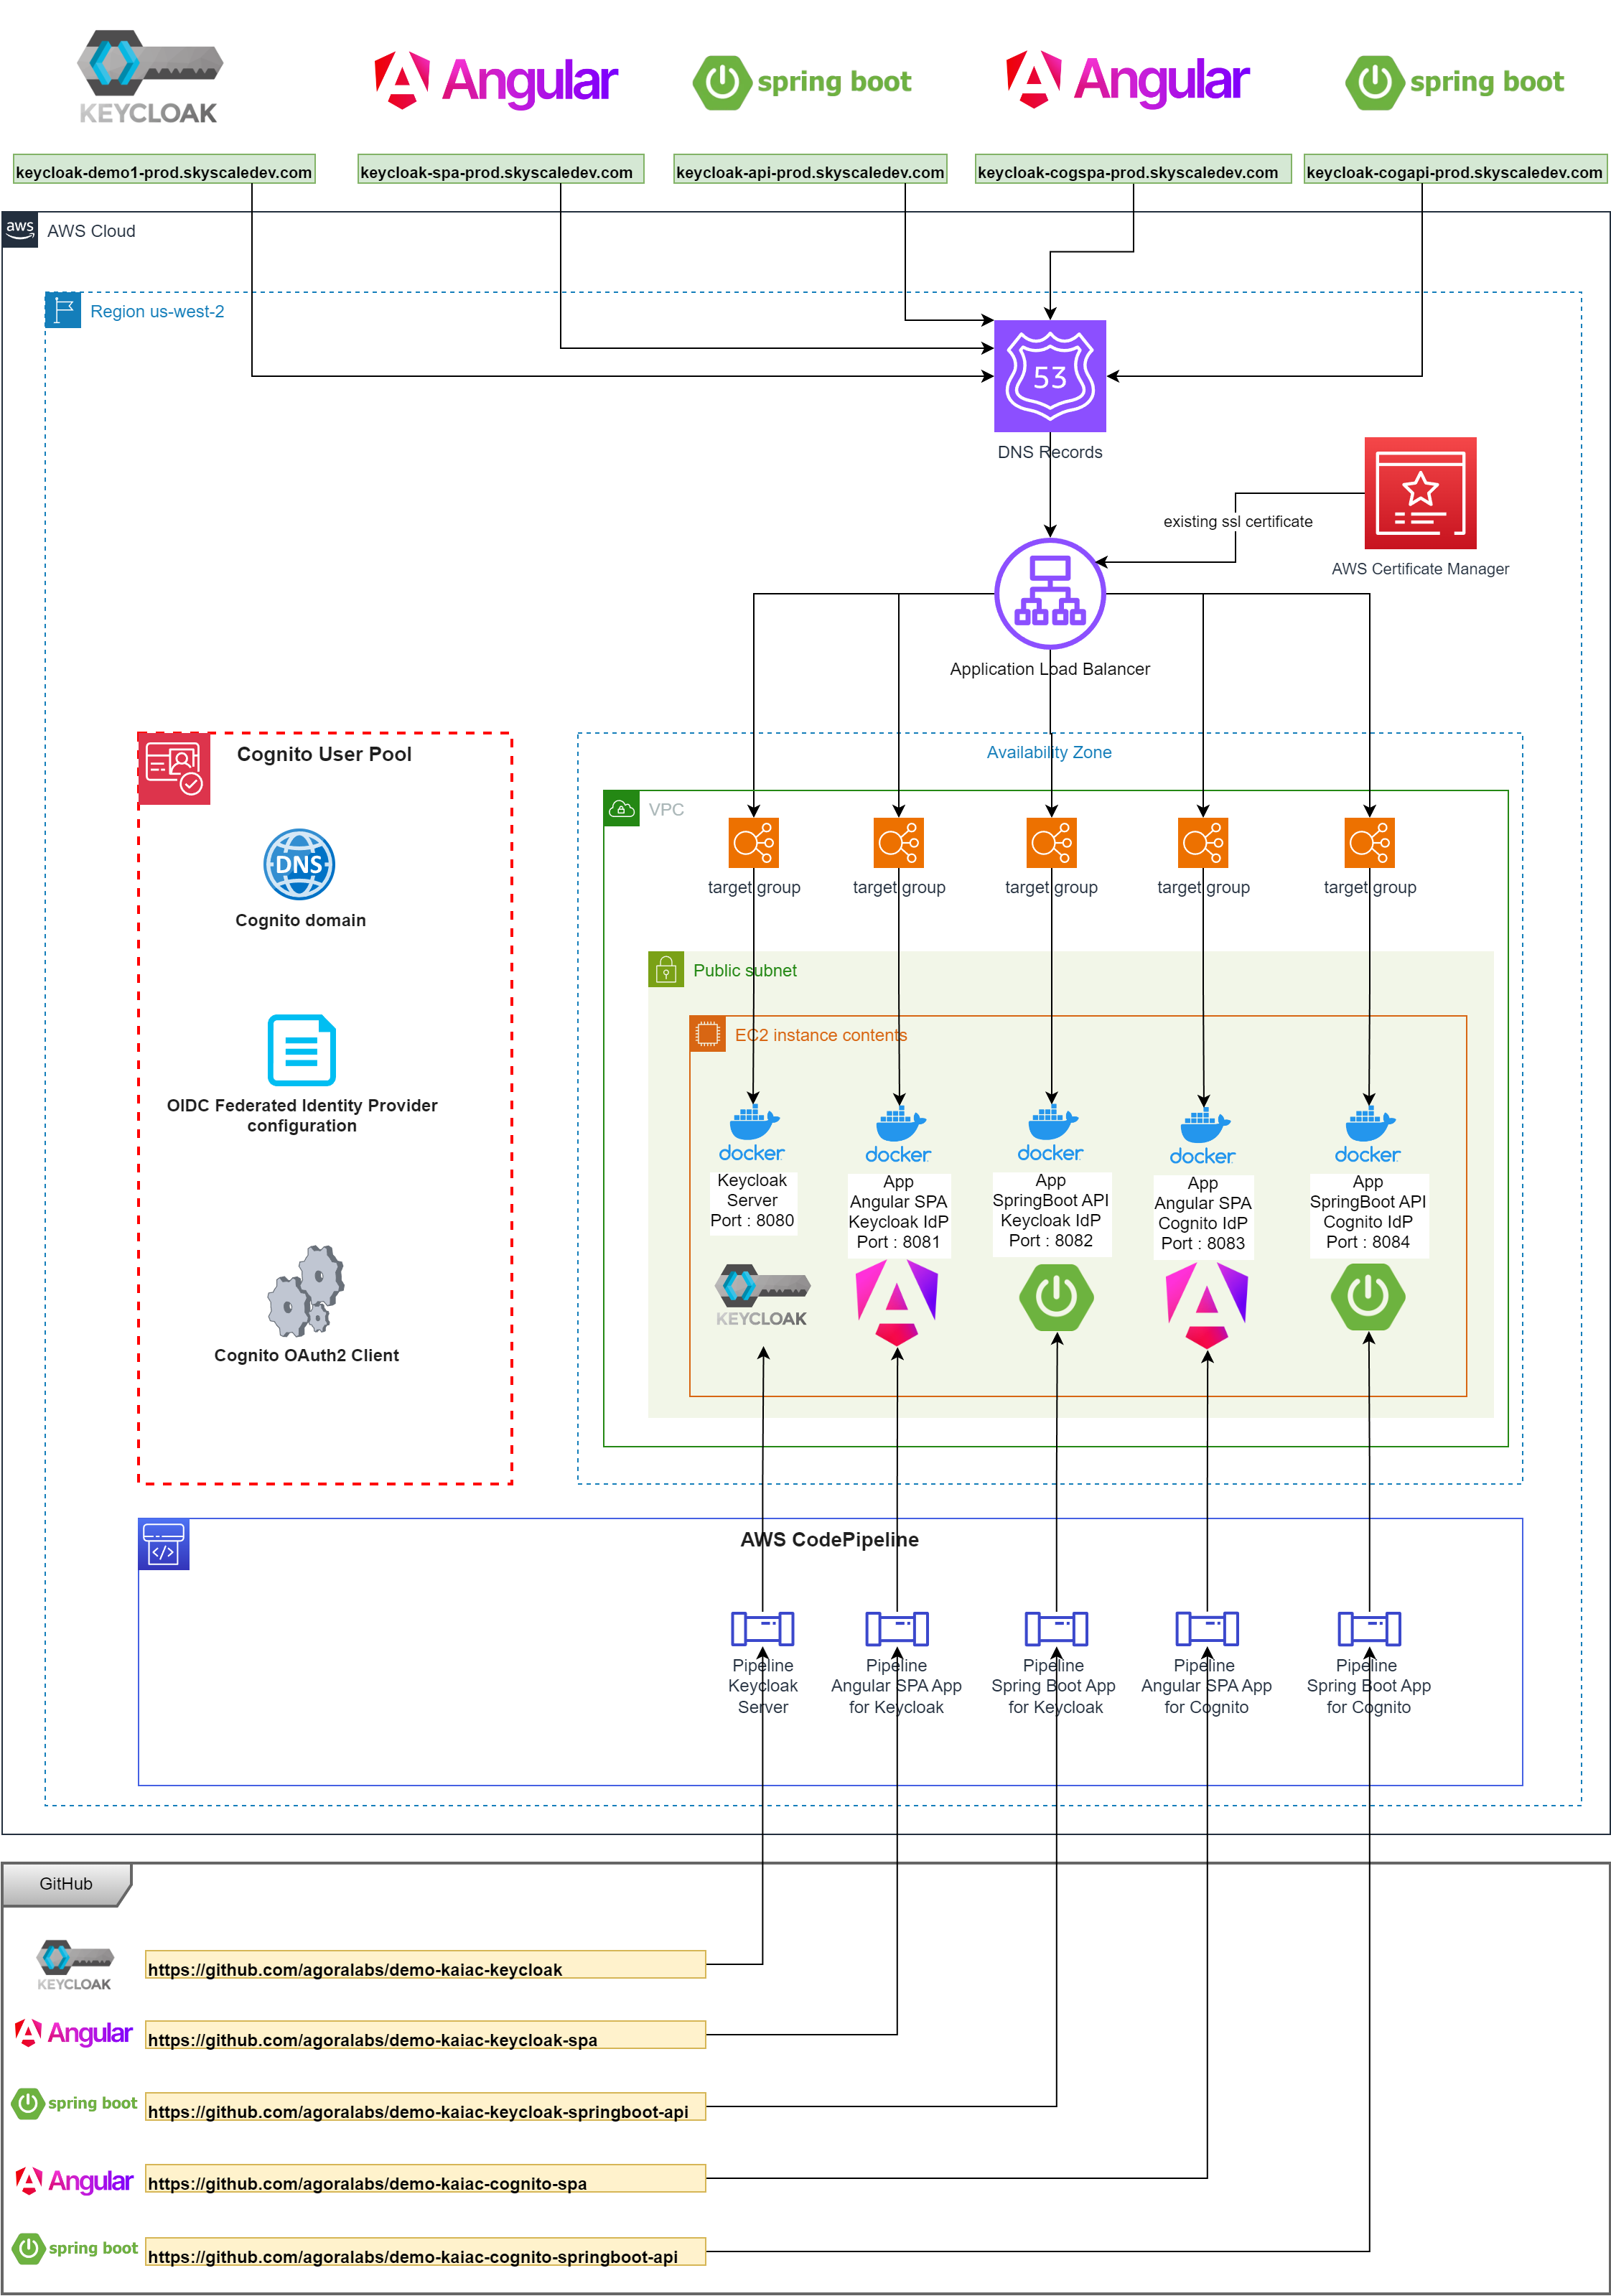 KEYCLOAK
Angular
spring boot
Angular
spring boot
keycloak-demo1-prod.skyscaledev.com
keycloak-spa-prod.skyscaledev.com
keycloak-api-prod.skyscaledev.com
keycloak-cogspa-prod.skyscaledev.com
keycloak-cogapi-prod.skyscaledev.com
aws
AWS Cloud
Region us-west-2
53
DNS Records
existing ssl certificate
AWS Certificate Manager
Application Load Balancer
Cognito User Pool
DNS
Cognito domain
OIDC Federated Identity Provider
configuration
Cognito OAuth2 Client
Availability Zone
VPC
target group
target group
target group
target group
target group
Public subnet
EC2 instance contents
docker
Keycloak
Server
Port : 8080
KEYCLOAK
docker
App
Angular SPA
Keycloak IdP
Port : 8081
docker
App
SpringBoot API
Keycloak IdP
Port : 8082
docker
App
Angular SPA
Cognito IdP
Port : 8083
docker
App
SpringBoot API
Cognito IdP
Port : 8084
AWS CodePipeline
</>
Pipeline
Keycloak
Server
Pipeline
Angular SPA App
for Keycloak
Pipeline
Spring Boot App
for Keycloak
Pipeline
Angular SPA App
for Cognito
Pipeline
Spring Boot App
for Cognito
GitHub
KEYCLOAK
https://github.com/agoralabs/demo-kaiac-keycloak
Angular
https://github.com/agoralabs/demo-kaiac-keycloak-spa
spring boot
https://github.com/agoralabs/demo-kaiac-keycloak-springboot-api
Angular
https://github.com/agoralabs/demo-kaiac-cognito-spa
spring boot
https://github.com/agoralabs/demo-kaiac-cognito-springboot-api